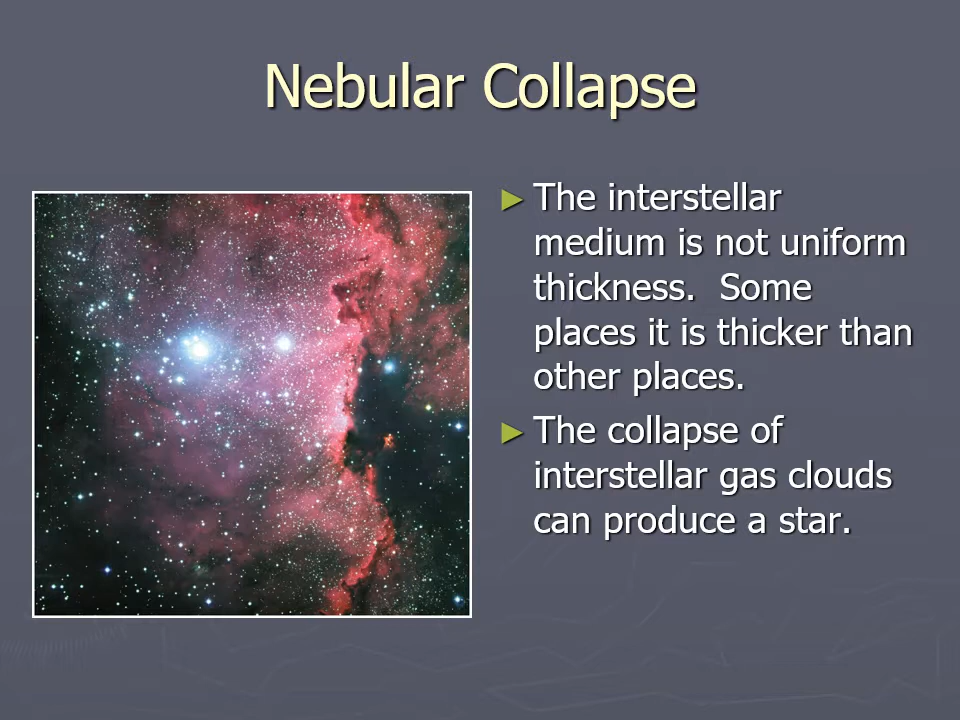 Nebular Collapse
► The interstellar
medium is not uniform
thickness.  Some
places it is thicker than
other places.
► The collapse of
interstellar gas clouds
can produce a star.